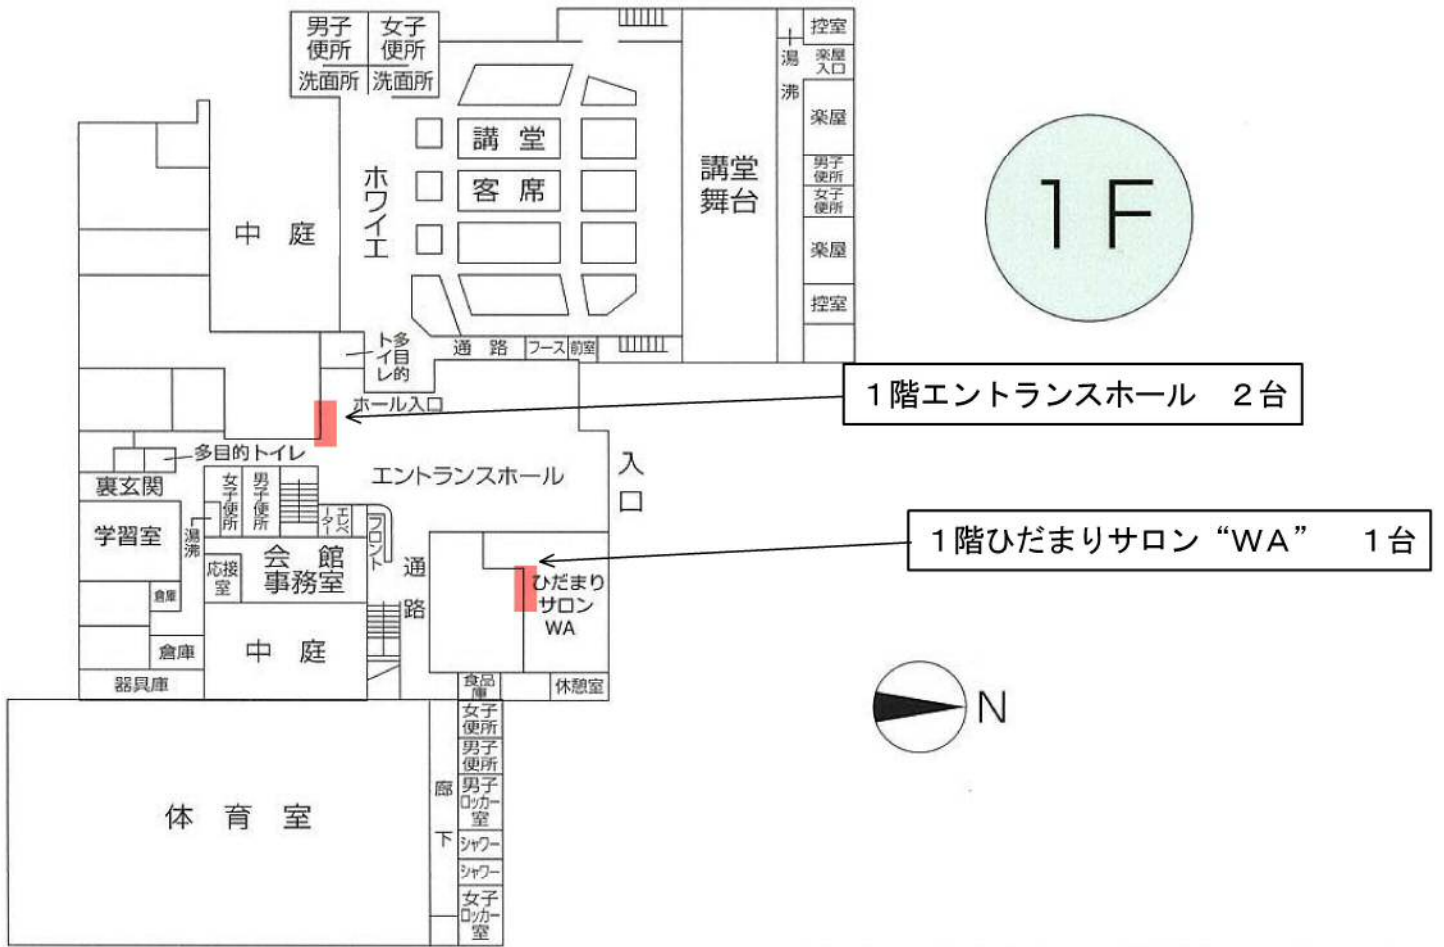 男子
便所
女子
便所
洗面所
洗面所
控室
楽屋
入口
湯沸
楽屋
男子
便所
女子
便所
楽屋
控室
講堂
客席
講堂
舞台
ホワイエ
中庭
1F
多目的
トイレ
通路
ブース
前室
ホール入口
1階エントランスホール　2台
多目的トイレ
エントランスホール
入口
裏玄関
女子便所
男子便所
エレベーター
フロント
学習室
湯沸
会館
事務室
応接
室
通路
1階ひだまりサロン“WA”　1台
ひだまり
サロン
WA
倉庫
倉庫
中庭
器具庫
食品
庫
休憩室
N
女子
便所
男子
便所
男子
ロッカー
室
シャワー
シャワー
女子
ロッカー
室
廊下
体育室